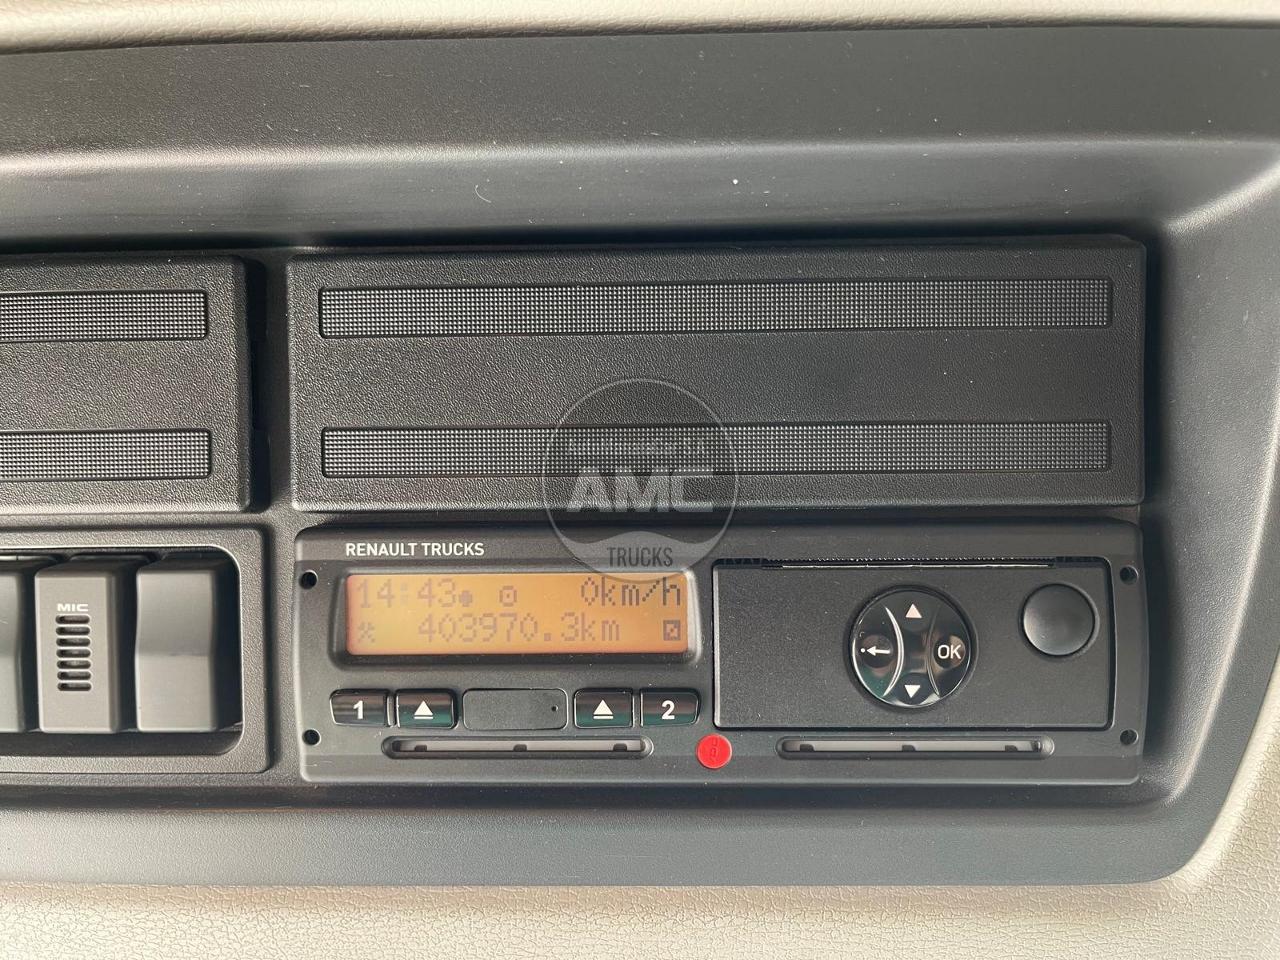 AMC
TRUCKS
RENAULT TRUCKS
14:43 0km/h
403970.3km
MIC
OK
1
2